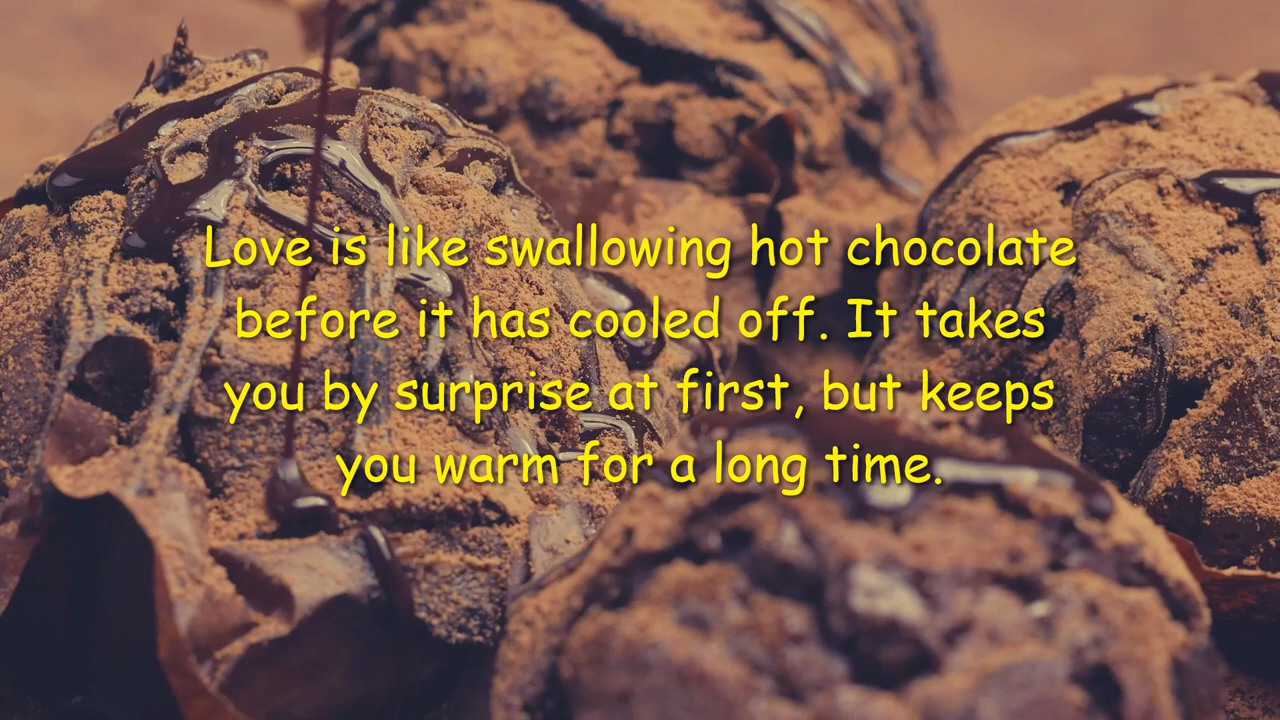 Love is like swallowing hot chocolate
before it has cooled off. It takes
you by surprise at first, but keeps
you warm for a long time.